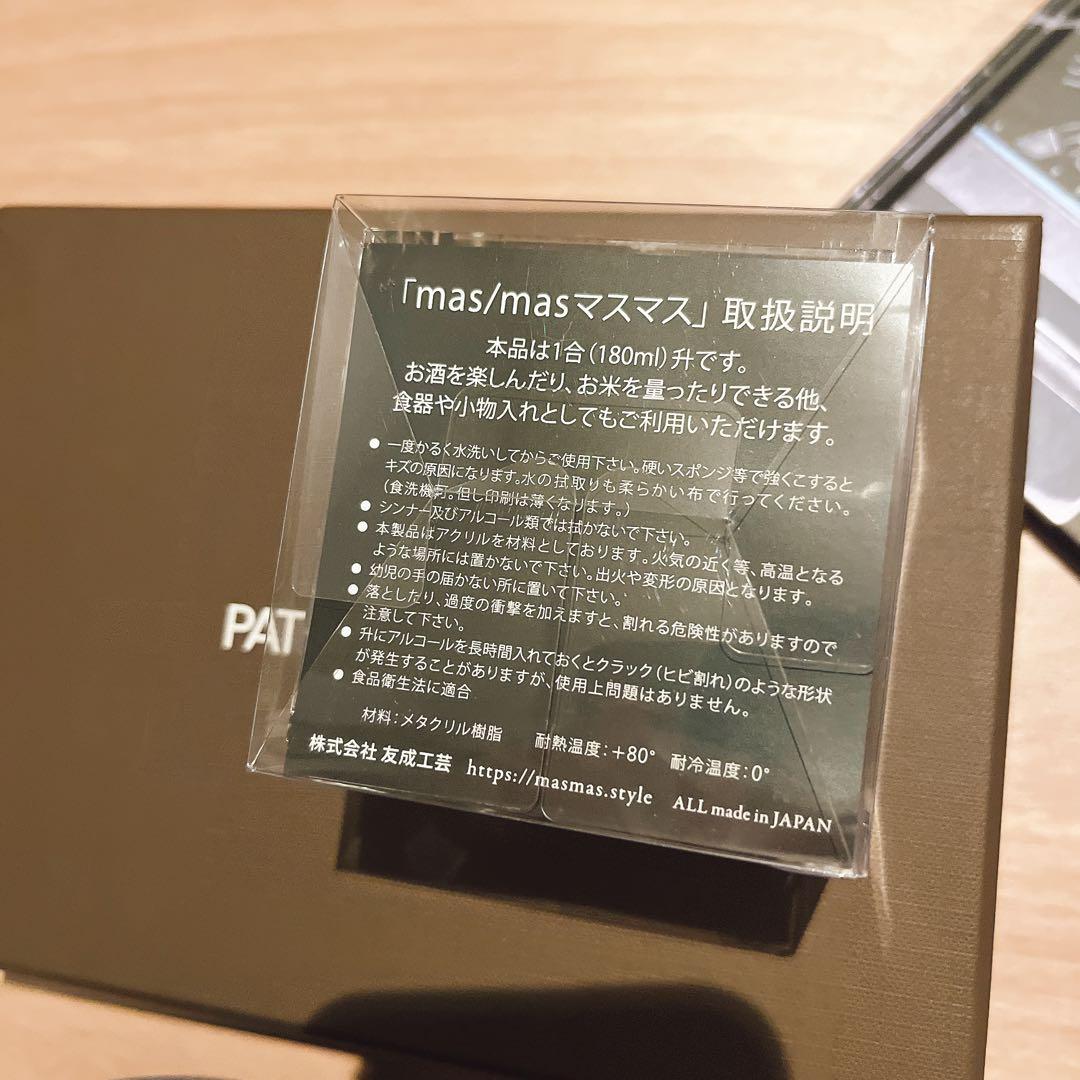 「mas/masマスマス」取扱説明
本品は1合(180ml)升です。
お酒を楽しんだり、お米を量ったりできる他、
食器や小物入れとしてもご利用いただけます。
● 一度かるく水洗いしてからご使用下さい。硬いスポンジ等で強くこすると
キズの原因になります。水の拭取りも柔らかい布で行ってください。
(食洗機可。但し印刷は薄くなります。)
● シンナー及びアルコール類では拭かないで下さい。
● 本製品はアクリルを材料としております。火気の近く等、高温となる
ような場所には置かないで下さい。出火や変形の原因となります。
● 幼児の手の届かない所に置いて下さい。
● 落としたり、過度の衝撃を加えますと、割れる危険性がありますので
注意して下さい。
● 升にアルコールを長時間入れておくとクラック(ヒビ割れ)のような形状
が発生することがありますが、使用上問題はありません。
● 食品衛生法に適合
材料:メタクリル樹脂 耐熱温度:+80° 耐冷温度:0°
株式会社 友成工芸 https://masmas.style ALL made in JAPAN
PAT